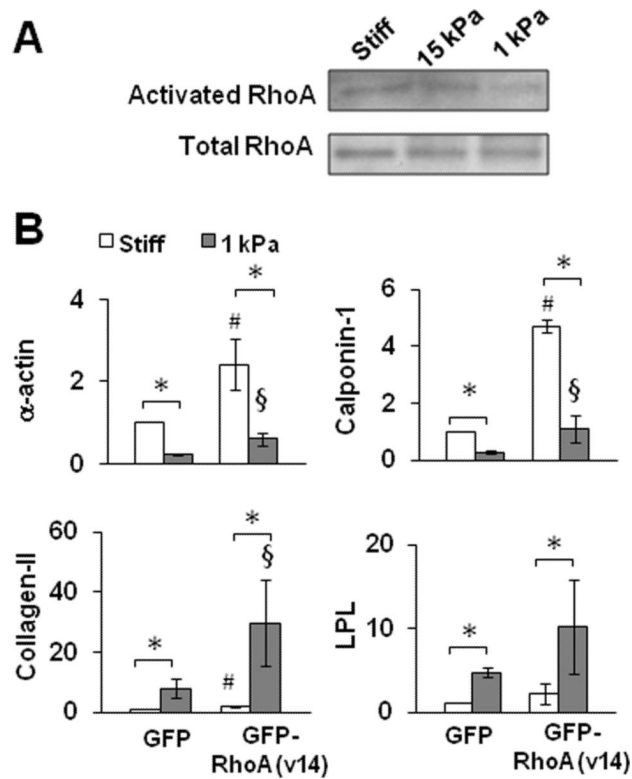 A
Stiff 15 kPa 1 kPa
Activated RhoA
Total RhoA
B
Stiff 1 kPa
α-actin
4
2
0
*
#
*
§
Calponin-1
6
4
2
0
*
#
*
§
Collagen-II
60
40
20
0
*
#
*
§
GFP
GFP-
RhoA (v14)
LPL
20
10
0
*
*
GFP
GFP-
RhoA (v14)